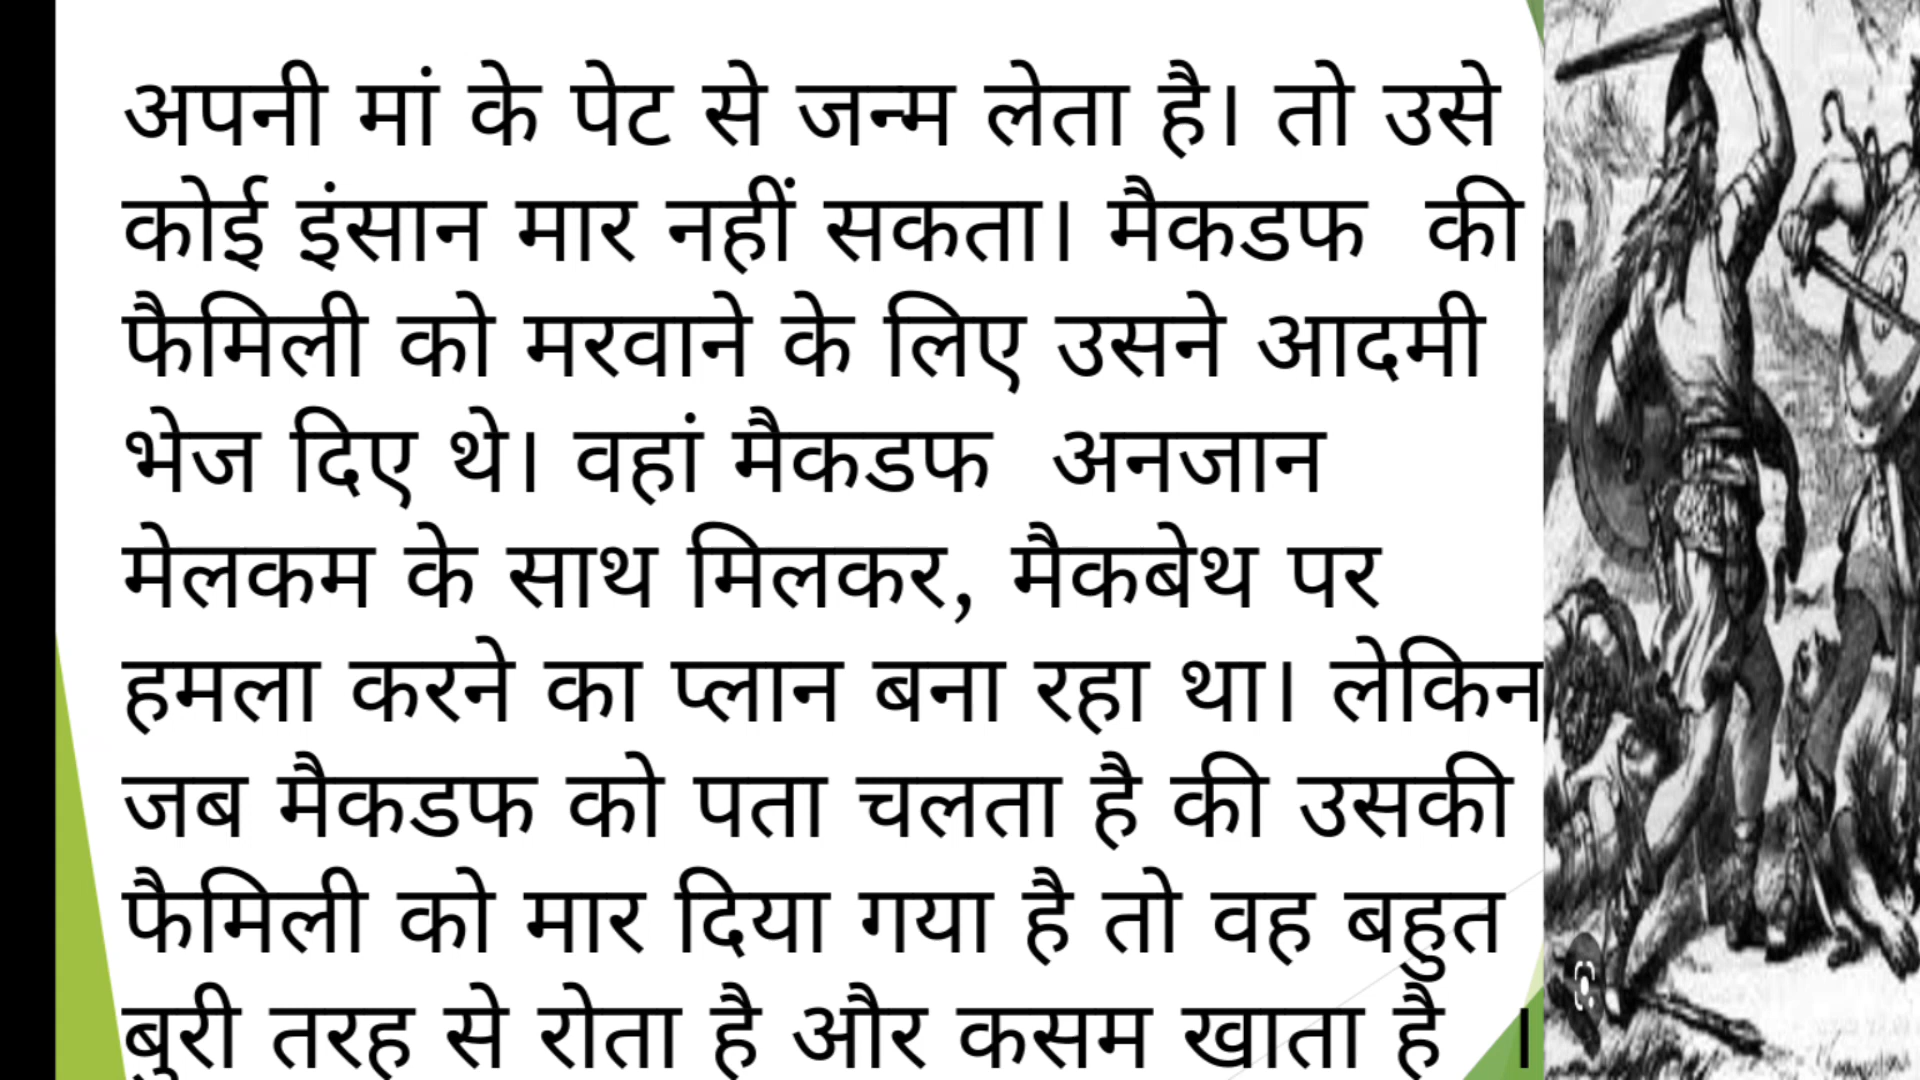 अपनी मां के पेट से जन्म लेता है। तो उसे
कोई इंसान मार नहीं सकता। मैकडफ  की
फैमिली को मरवाने के लिए उसने आदमी
भेज दिए थे। वहां मैकडफ  अनजान
मेलकम के साथ मिलकर, मैकबेथ पर
हमला करने का प्लान बना रहा था। लेकिन
जब मैकडफ को पता चलता है की उसकी
फैमिली को मार दिया गया है तो वह बहुत
बुरी तरह से रोता है और कसम खाता है  ।